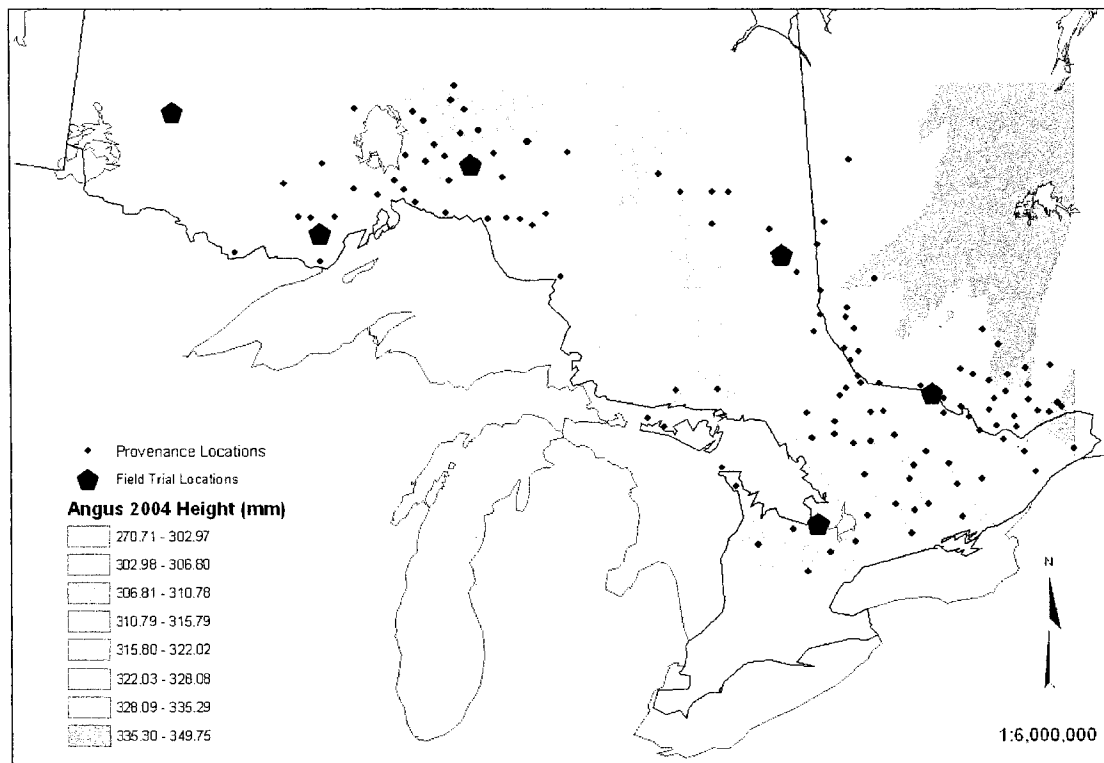 Provenance Locations
Field Trial Locations
Angus 2004 Height (mm)
270.71 - 302.97
302.98 - 306.80
306.81 - 310.78
310.79 - 315.79
315.80 - 322.02
322.03 - 328.08
328.09 - 335.29
335.30 - 349.75
N
1:6,000,000